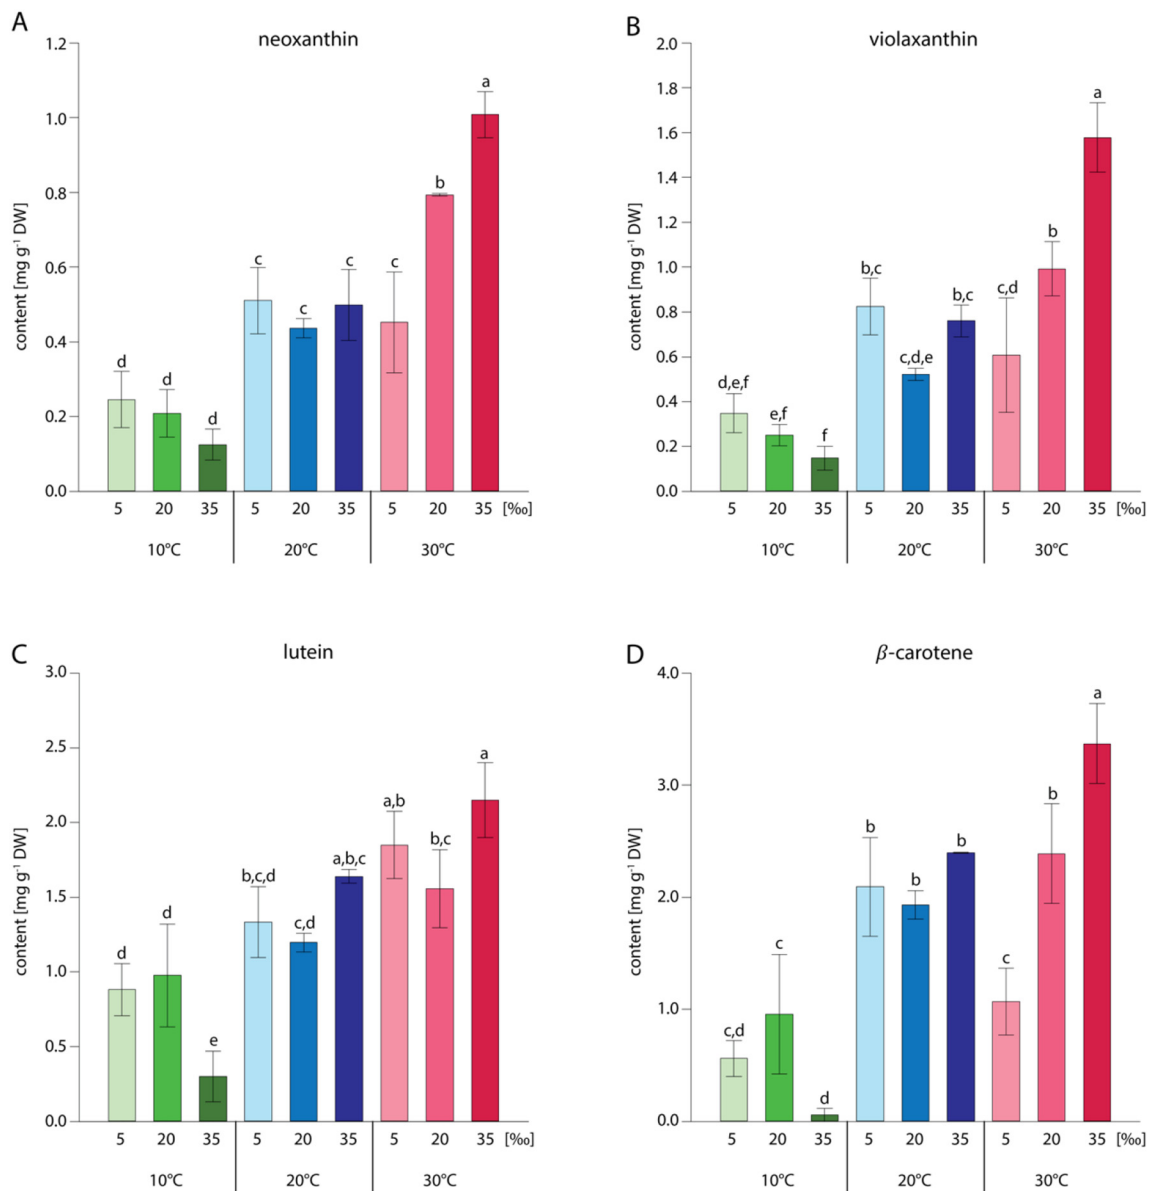 A
neoxanthin
content [mg g⁻¹ DW]
1.2
1.0
0.8
0.6
0.4
0.2
0.0
d
d
d
c
c
c
c
b
a
5 20 35 5 20 35 5 20 35 [‰]
10°C 20°C 30°C
B
violaxanthin
content [mg g⁻¹ DW]
2.0
1.8
1.6
1.4
1.2
1.0
0.8
0.6
0.4
0.2
0.0
d,e,f
e,f
f
b,c
c,d,e
b,c
c,d
b
a
5 20 35 5 20 35 5 20 35 [‰]
10°C 20°C 30°C
C
lutein
content [mg g⁻¹ DW]
3.0
2.5
2.0
1.5
1.0
0.5
0.0
d
d
e
b,c,d
c,d
a,b,c
a,b
b,c
a
5 20 35 5 20 35 5 20 35 [‰]
10°C 20°C 30°C
D
β-carotene
content [mg g⁻¹ DW]
4.0
3.0
2.0
1.0
0.0
c,d
c
d
b
b
b
c
b
a
5 20 35 5 20 35 5 20 35 [‰]
10°C 20°C 30°C